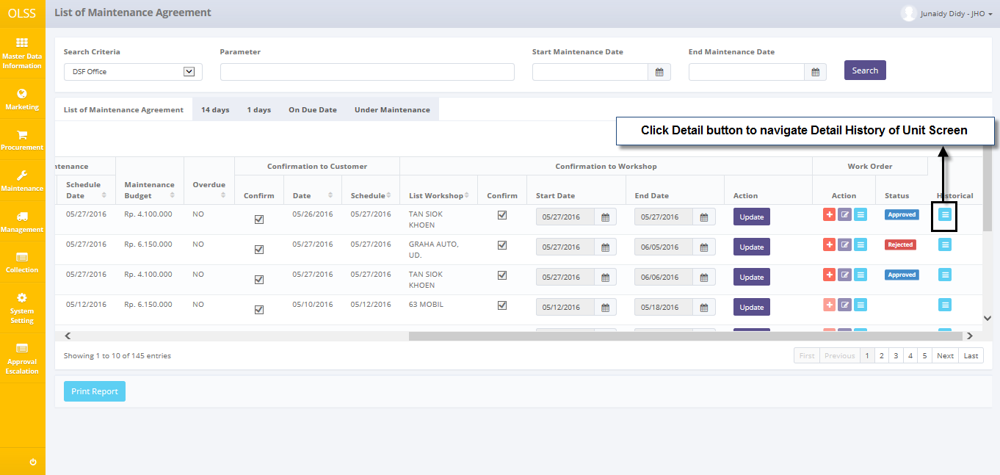 OLSS
List of Maintenance Agreement
Junaidy Didy - JHO
Master Data
Information
Marketing
Procurement
Maintenance
Management
Collection
System
Setting
Approval
Escalation
Search Criteria
Parameter
Start Maintenance Date
End Maintenance Date
DSF Office
Search
List of Maintenance Agreement
14 days
1 days
On Due Date
Under Maintenance
Click Detail button to navigate Detail History of Unit Screen
ntenance
Confirmation to Customer
Confirmation to Workshop
Work Order
Schedule
Date
Maintenance
Budget
Overdue
Confirm
Date
Schedule
List Workshop
Confirm
Start Date
End Date
Action
Action
Status
Historical
05/27/2016 Rp. 4.100.000 NO 05/26/2016 05/27/2016 TAN SIOK 05/27/2016 05/27/2016 Update Approved
KHOEN
05/27/2016 Rp. 6.150.000 NO 05/27/2016 05/27/2016 GRAHA AUTO, 05/27/2016 06/05/2016 Update Rejected
UD.
05/27/2016 Rp. 4.100.000 NO 05/27/2016 05/27/2016 TAN SIOK 05/27/2016 06/06/2016 Update Approved
KHOEN
05/12/2016 Rp. 6.150.000 NO 05/10/2016 05/12/2016 63 MOBIL 05/12/2016 05/18/2016 Update
Showing 1 to 10 of 145 entries
First Previous 1 2 3 4 5 Next Last
Print Report